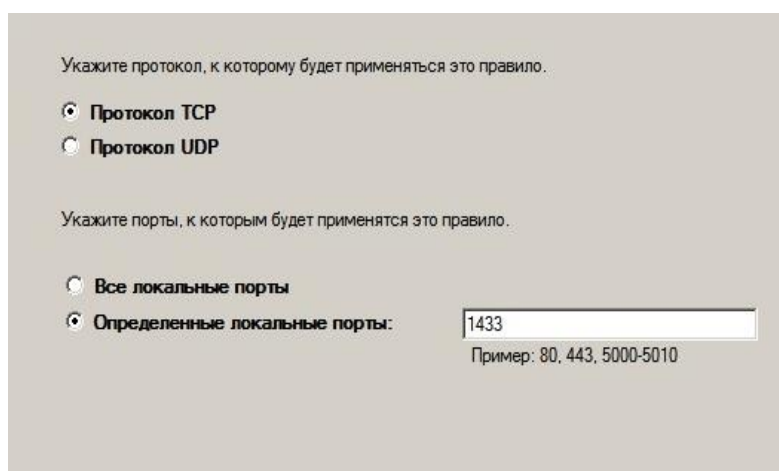 Укажите протокол, к которому будет применяться это правило.
Протокол TCP
Протокол UDP
Укажите порты, к которым будет применятся это правило.
Все локальные порты
Определенные локальные порты: 1433
Пример: 80, 443, 5000-5010